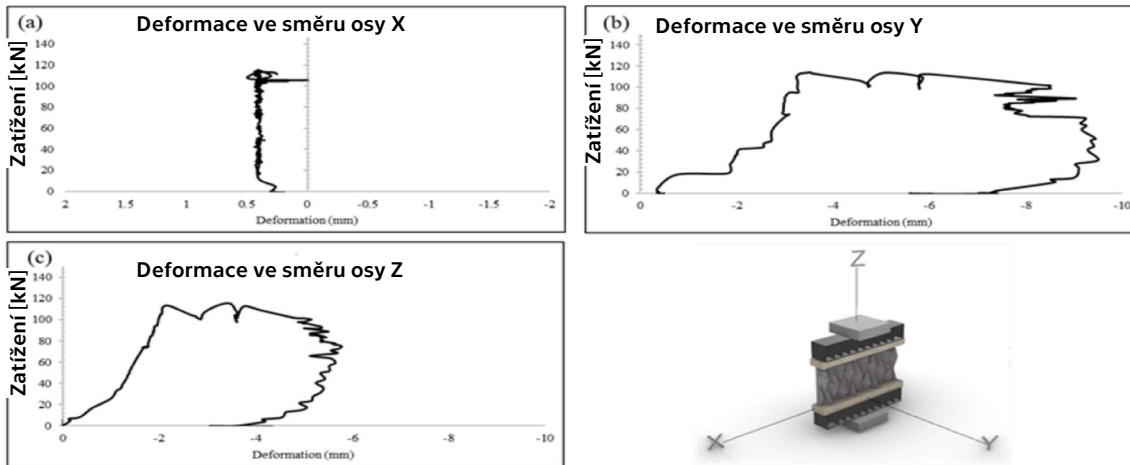 (a)
Deformace ve směru osy X
Zatížení [kN]
140
120
100
80
60
40
20
0
2 1.5 1 0.5 0 -0.5 -1 -1.5 -2
Deformation (mm)
(b)
Deformace ve směru osy Y
Zatížení [kN]
140
120
100
80
60
40
20
0
0 -2 -4 -6 -8 -10
Deformation (mm)
(c)
Deformace ve směru osy Z
Zatížení [kN]
140
120
100
80
60
40
20
0
0 -2 -4 -6 -8 -10
Deformation (mm)
Z
X
Y